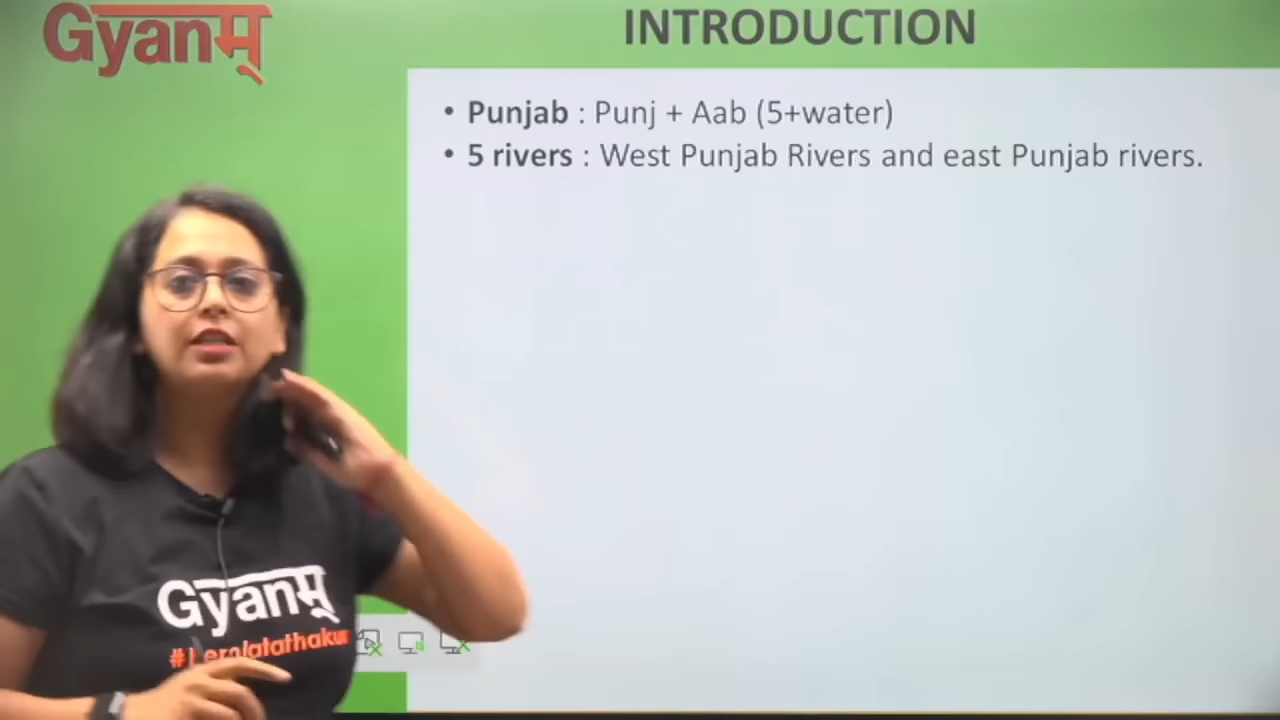 Gyanम्
INTRODUCTION
• Punjab : Punj + Aab (5+water)
• 5 rivers : West Punjab Rivers and east Punjab rivers.
Gyanम्